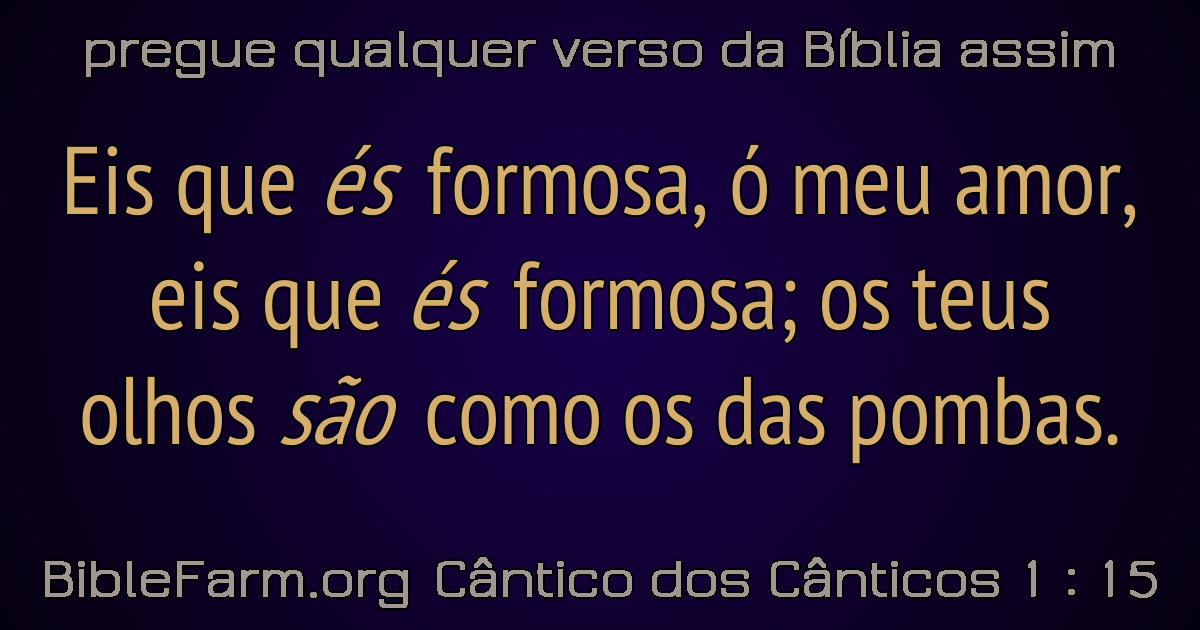 pregue qualquer verso da Bíblia assim
Eis que és formosa, ó meu amor,
eis que és formosa; os teus
olhos são como os das pombas.
BibleFarm.org Cântico dos Cânticos 1 : 15